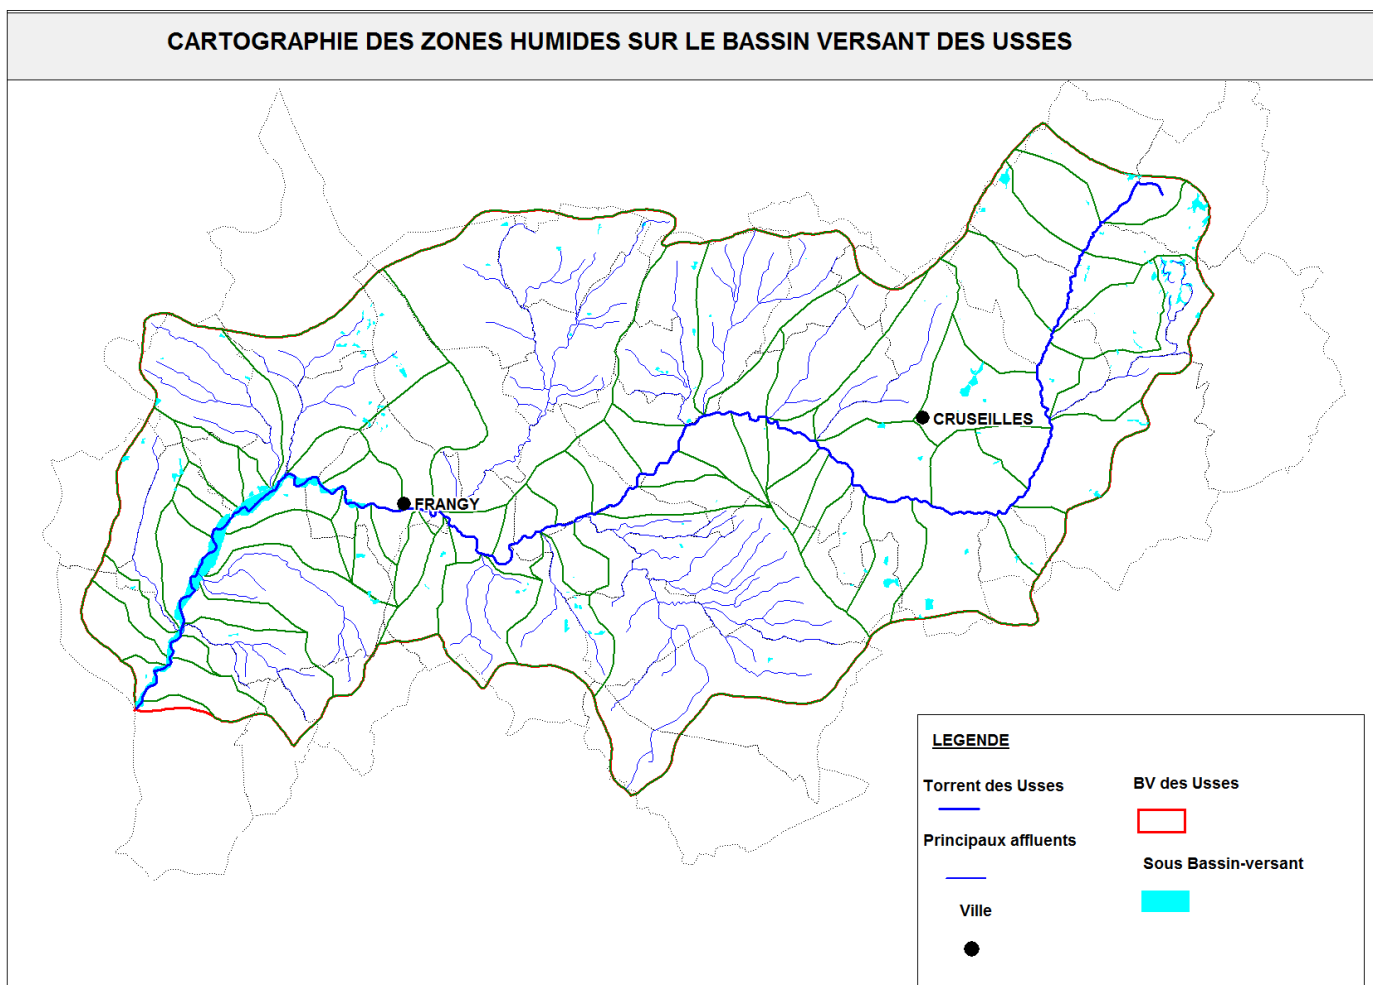 CARTOGRAPHIE DES ZONES HUMIDES SUR LE BASSIN VERSANT DES USSES
CRUSEILLES
FRANGY
LEGENDE
Torrent des Usses
BV des Usses
Principaux affluents
Sous Bassin-versant
Ville